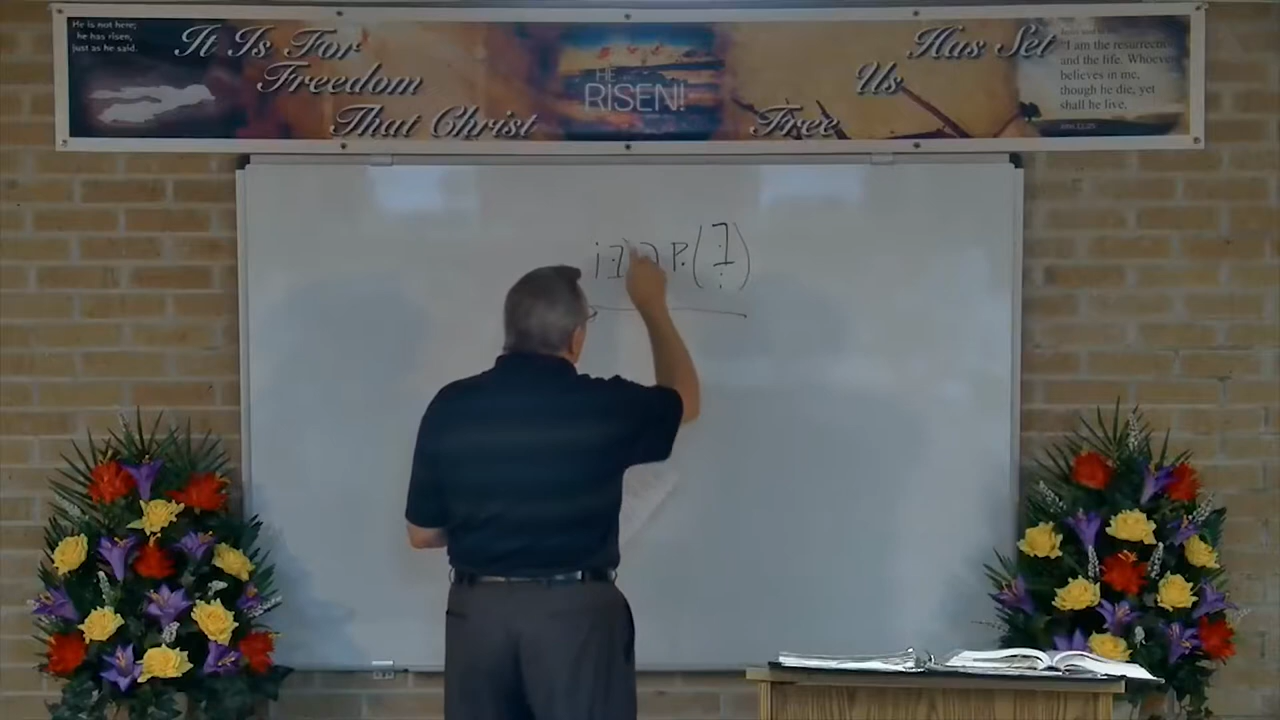 He is not here;
he has risen,
just as he said.
It Is For
Freedom
That Christ
HE
RISEN!
Has Set
Us
Free
"I am the resurrecti
and the life. Whoeve
believes in me,
though he die, yet
shall he live.